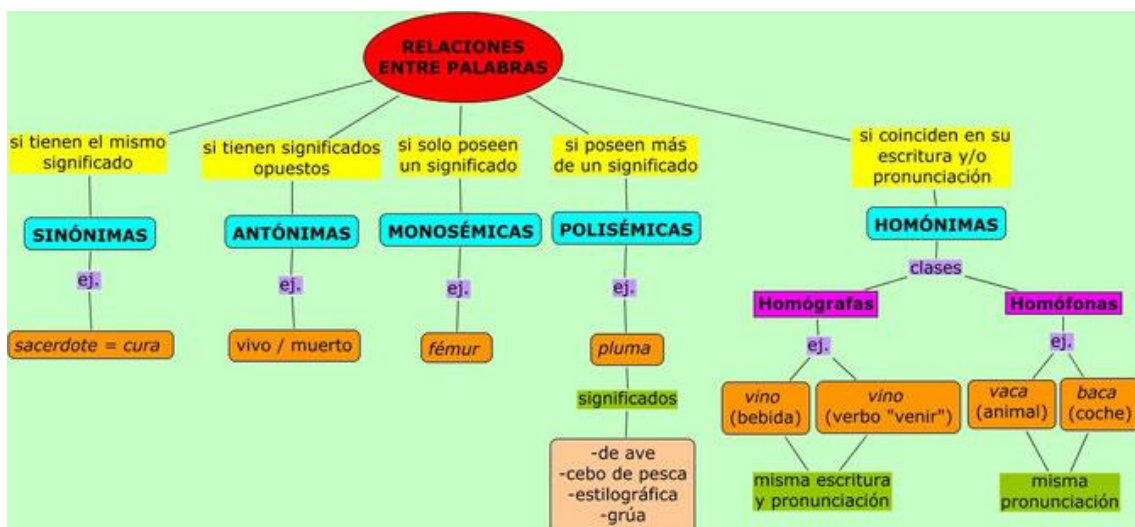 RELACIONES
ENTRE PALABRAS
si tienen el mismo
significado
SINÓNIMAS
ej.
sacerdote = cura
si tienen significados
opuestos
ANTÓNIMAS
ej.
vivo / muerto
si solo poseen
un significado
MONOSÉMICAS
ej.
fémur
si poseen más
de un significado
POLISÉMICAS
ej.
pluma
significados
-de ave
-cebo de pesca
-estilográfica
-grúa
si coinciden en su
escritura y/o
pronunciación
HOMÓNIMAS
clases
Homógrafas
ej.
vino
(bebida)
vino
(verbo "venir")
misma escritura
y pronunciación
Homófonas
ej.
vaca
(animal)
baca
(coche)
misma
pronunciación